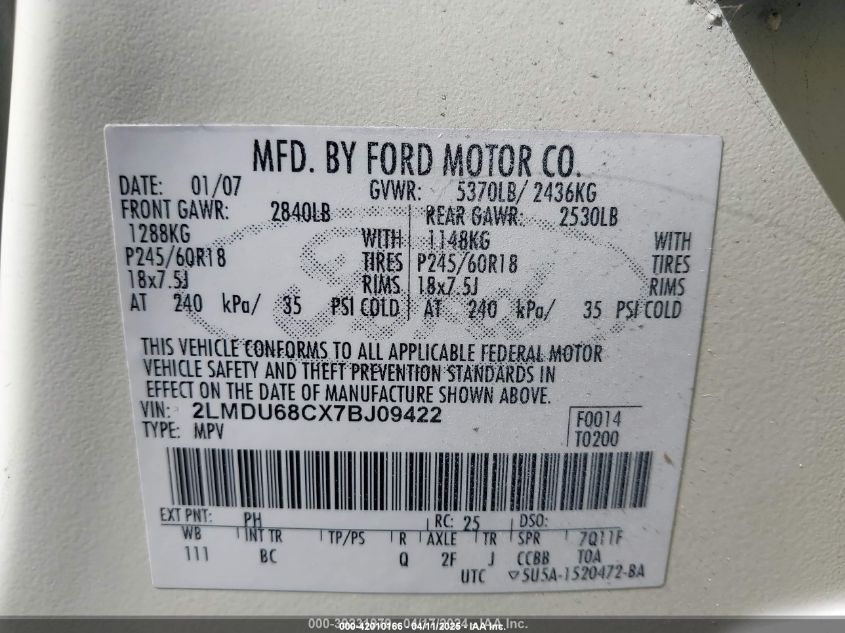 MFD. BY FORD MOTOR CO.
DATE: 01/07 GVWR: 5370LB/ 2436KG
FRONT GAWR: 2840LB REAR GAWR: 2530LB
1288KG WITH 1148KG WITH
P245/60R18 TIRES P245/60R18 TIRES
18x7.5J RIMS 18x7.5J RIMS
AT 240 kPa/ 35 PSI COLD AT 240 kPa/ 35 PSI COLD
THIS VEHICLE CONFORMS TO ALL APPLICABLE FEDERAL MOTOR
VEHICLE SAFETY AND THEFT PREVENTION STANDARDS IN
EFFECT ON THE DATE OF MANUFACTURE SHOWN ABOVE.
VIN: 2LMDU68CX7BJ09422 F0014
TYPE: MPV T0200
EXT PNT: PH RC: 25 DSO:
WB INT TR TP/PS R AXLE TR SPR 7Q11F
111 BC Q 2F J CCBB TOA
UTC ▽5U5A-1520472-BA
000-42010166 - 04/11/2025 - IAA Inc.